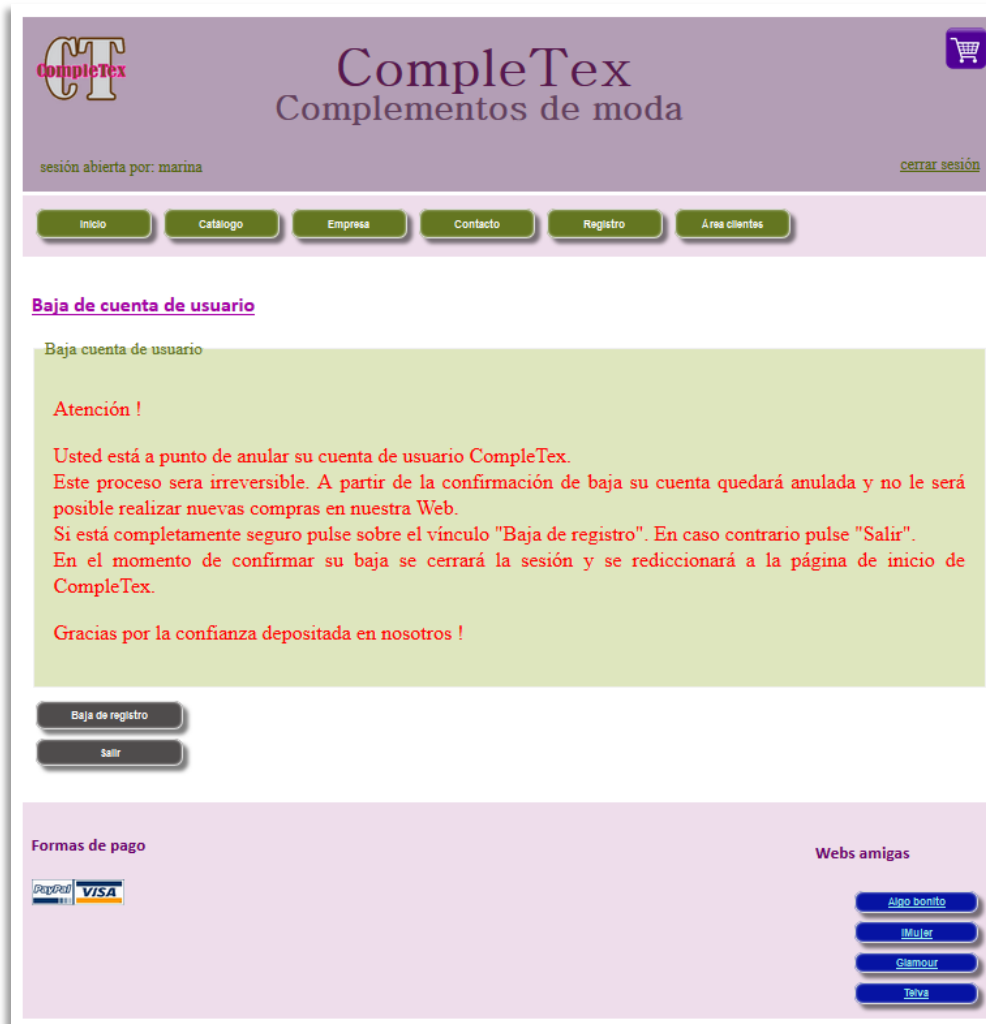 CT
CompleTex
CompleTex
Complementos de moda
sesión abierta por: marina
cerrar sesión
Inicio
Catálogo
Empresa
Contacto
Registro
Área clientes
Baja de cuenta de usuario
Baja cuenta de usuario
Atención !
Usted está a punto de anular su cuenta de usuario CompleTex.
Este proceso sera irreversible. A partir de la confirmación de baja su cuenta quedará anulada y no le será
posible realizar nuevas compras en nuestra Web.
Si está completamente seguro pulse sobre el vínculo "Baja de registro". En caso contrario pulse "Salir".
En el momento de confirmar su baja se cerrará la sesión y se rediccionará a la página de inicio de
CompleTex.
Gracias por la confianza depositada en nosotros !
Baja de registro
Salir
Formas de pago
PayPal VISA
Webs amigas
Algo bonito
IMujer
Glamour
Telva